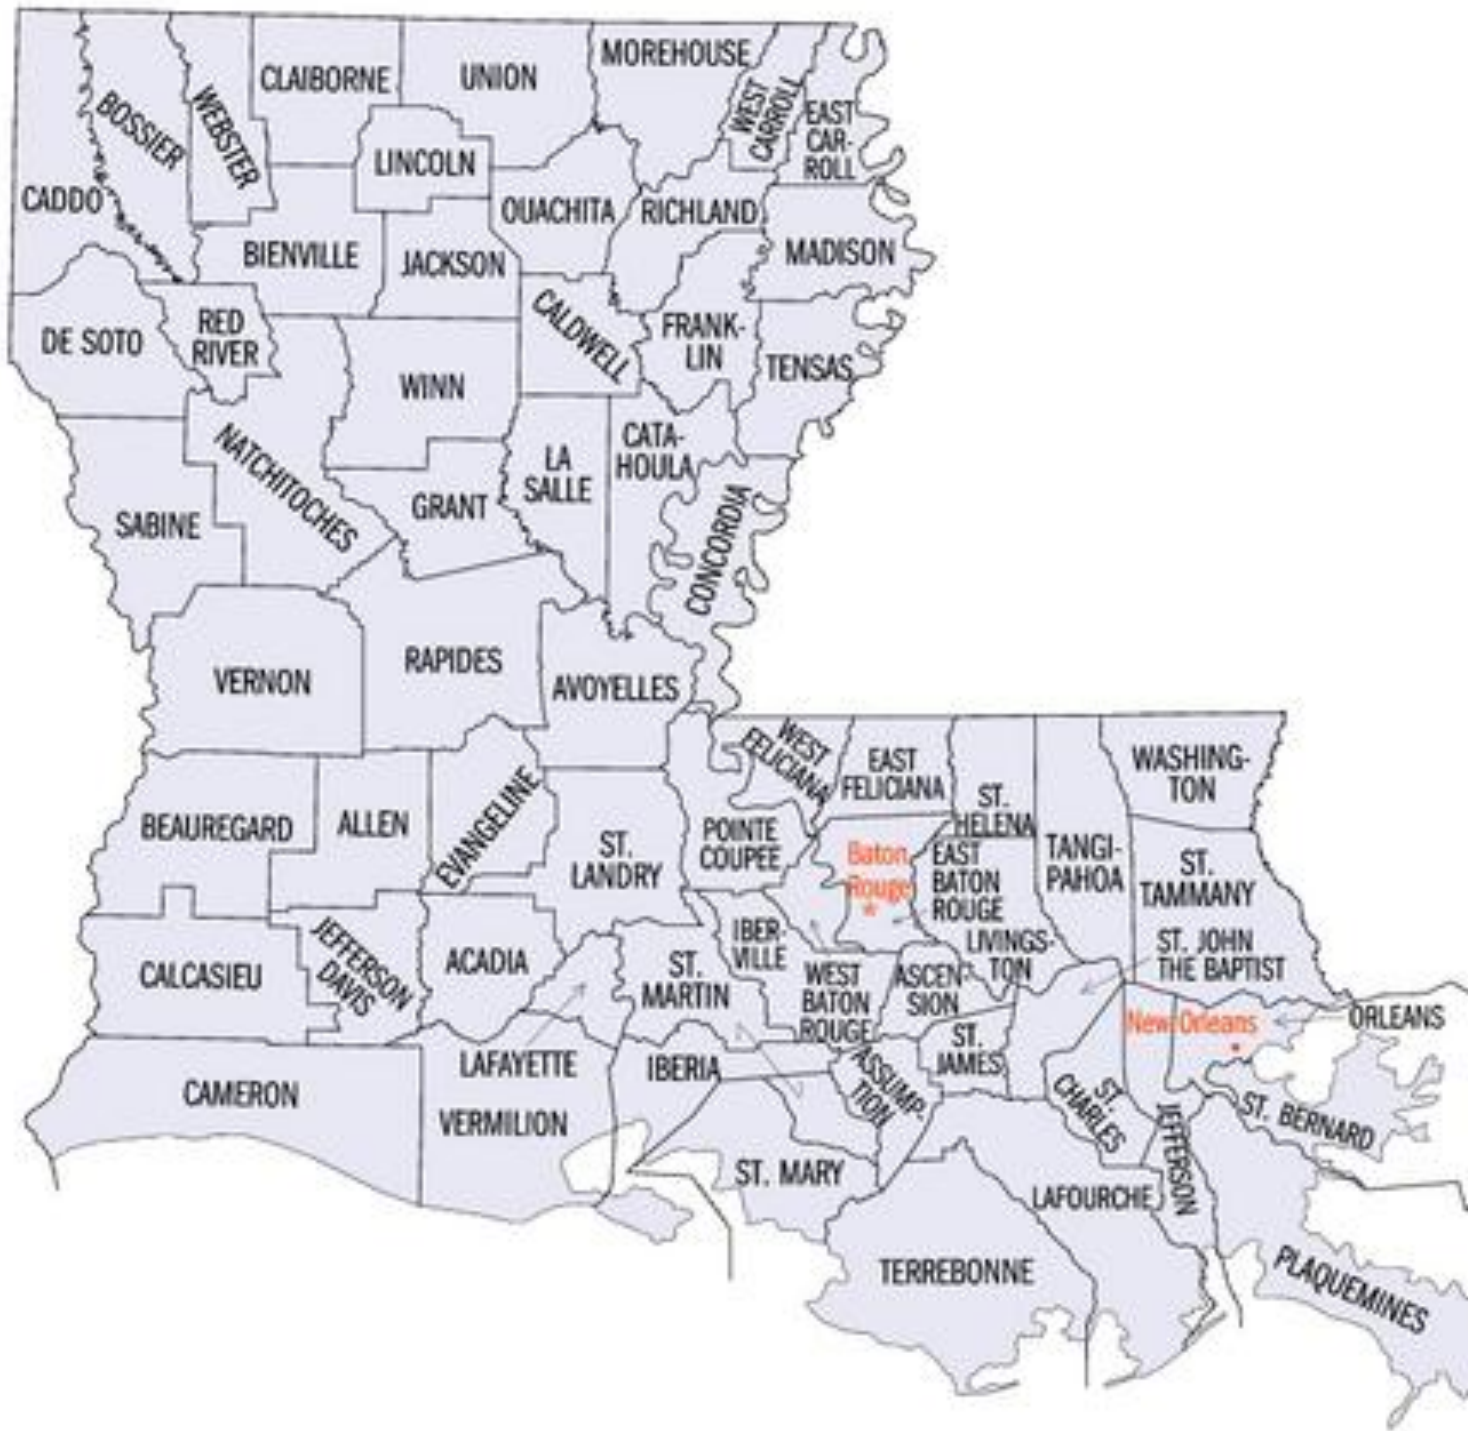 MOREHOUSE
CLAIBORNE
UNION
WEST
CARROLL
EAST
CAR-
ROLL
BOSSIER
WEBSTER
LINCOLN
CADDO
OUACHITA
RICHLAND
BIENVILLE
JACKSON
MADISON
RED
RIVER
DE SOTO
CALDWELL
FRANK-
LIN
TENSAS
WINN
NATCHITOCHES
LA
SALLE
CATA-
HOULA
GRANT
SABINE
CONCORDIA
VERNON
RAPIDES
AVOYELLES
WEST
FELICIANA
EAST
FELICIANA
WASHING-
TON
ST.
HELENA
BEAUREGARD
ALLEN
EVANGELINE
ST.
LANDRY
POINTE
COUPEE
Baton
Rouge
EAST
BATON
ROUGE
TANGI-
PAHOA
ST.
TAMMANY
JEFFERSON
DAVIS
ACADIA
IBER-
VILLE
LIVINGS-
TON
ST. JOHN
THE BAPTIST
CALCASIEU
ST.
MARTIN
WEST
BATON
ROUGE
ASCEN-
SION
New Orleans
ORLEANS
LAFAYETTE
IBERIA
ST.
JAMES
ASSUMP-
TION
CAMERON
VERMILION
ST.
CHARLES
JEFFERSON
ST. BERNARD
ST. MARY
LAFOURCHE
TERREBONNE
PLAQUEMINES